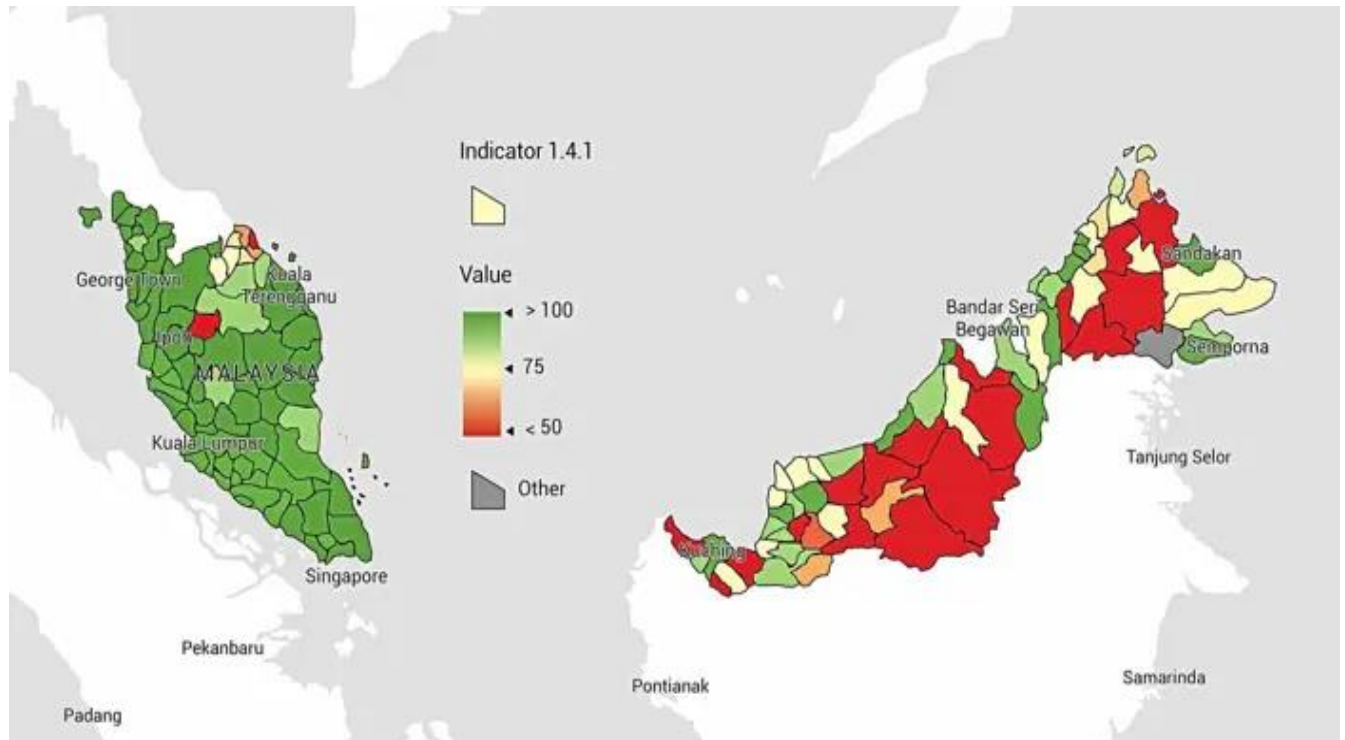 Indicator 1.4.1
Value
> 100
75
< 50
Other
George Town
Kuala
Terengganu
Ipoh
MALAYSIA
Kuala Lumpur
Singapore
Pekanbaru
Padang
Sandakan
Bandar Seri
Begawan
Semporna
Tanjung Selor
Kuching
Pontianak
Samarinda